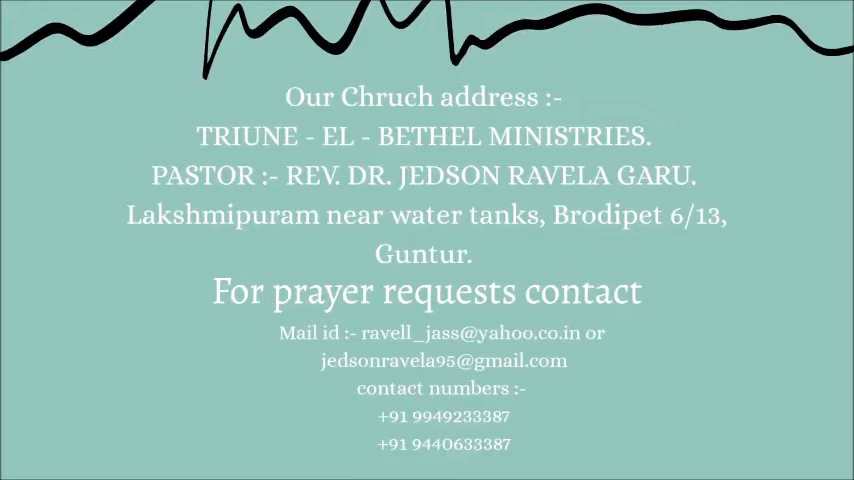 Our Chruch address :-
TRIUNE - EL - BETHEL MINISTRIES.
PASTOR :- REV. DR. JEDSON RAVELA GARU.
Lakshmipuram near water tanks, Brodipet 6/13,
Guntur.
For prayer requests contact
Mail id :- ravell_jass@yahoo.co.in or
jedsonravela95@gmail.com
contact numbers :-
+91 9949233387
+91 9440633387